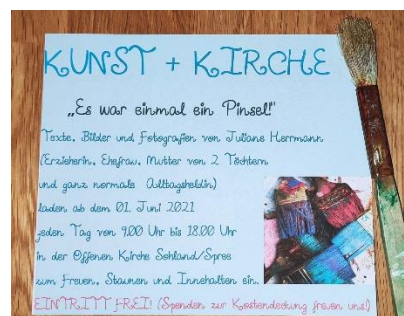 KUNST + KIRCHE
„Es war einmal ein Pinsel!"
Texte, Bilder und Fotografien von Juliane Herrmann
(Erzieherin, Ehefrau, Mutter von 2 Töchtern
und ganz normale Alltagsheldin)
laden ab dem 01. Juni 2021
jeden Tag von 9.00 Uhr bis 18.00 Uhr
in der Offenen Kirche Sohland/Spree
zum Freuen, Staunen und Innehalten ein.
EINTRITT FREI! (Spenden zur Kostendeckung freuen uns!)